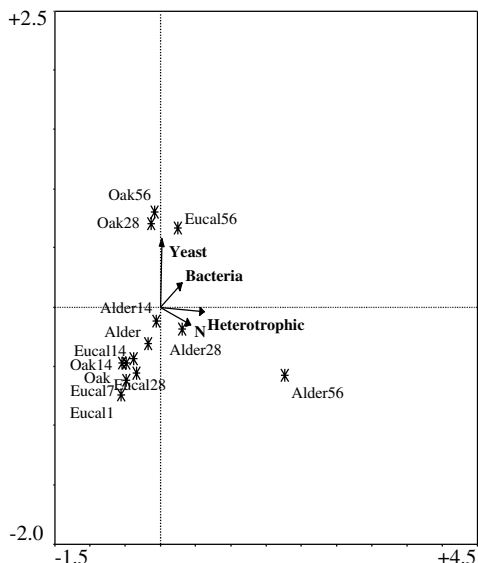 +2.5
Oak56
Oak28
Eucal56
Yeast
Bacteria
Alder14
Heterotrophic
N
Alder
Alder28
Eucal14
Oak14
Oak
Eucal28
Eucal7
Alder56
Eucal1
-2.0
-1.5
+4.5